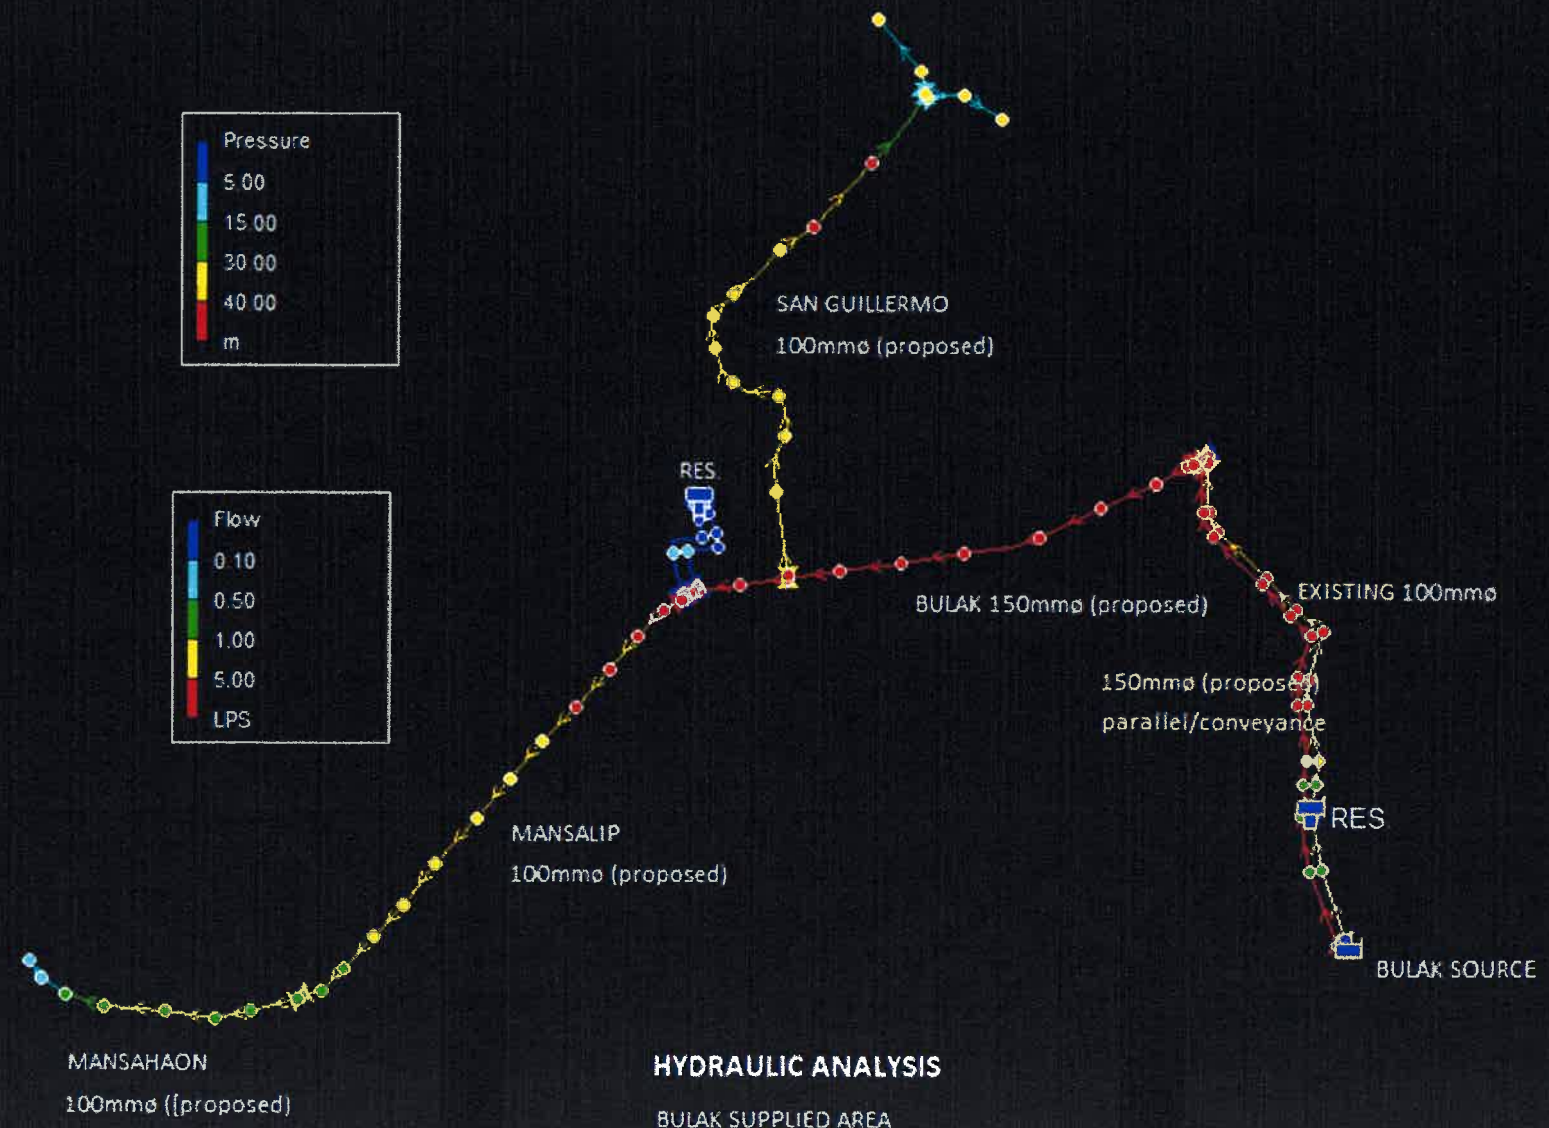 Pressure
5.00
15.00
30.00
40.00
m
SAN GUILLERMO
100mmø (proposed)
RES.
Flow
0.10
0.50
1.00
5.00
LPS
EXISTING 100mmø
BULAK 150mmø (proposed)
150mmø (proposed)
parallel/conveyance
RES.
MANSALIP
100mmø (proposed)
BULAK SOURCE
MANSAHAON
100mmø ([proposed)
HYDRAULIC ANALYSIS
BULAK SUPPLIED AREA